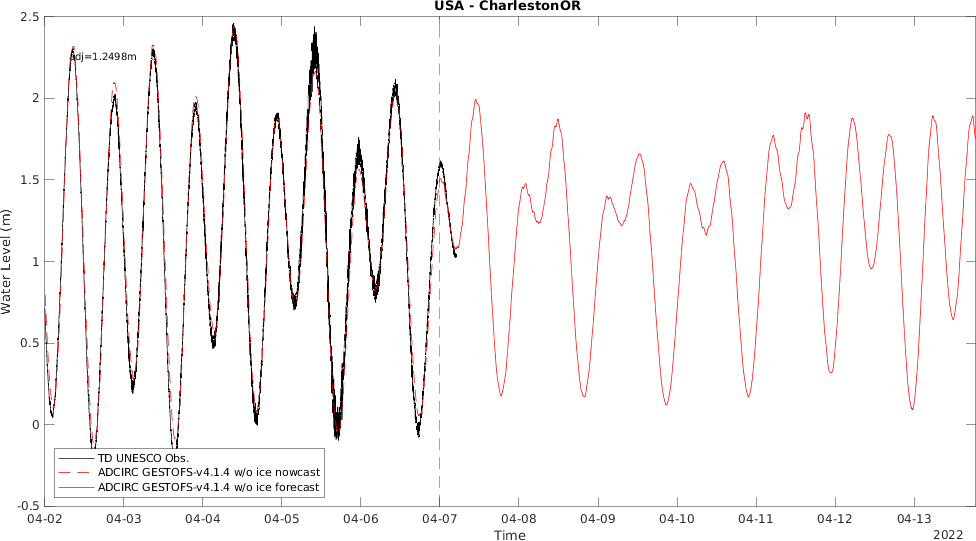 USA - CharlestonOR
2.5
adj=1.2498m
2
1.5
1
0.5
0
-0.5
Water Level (m)
TD UNESCO Obs.
ADCIRC GESTOFS-v4.1.4 w/o ice nowcast
ADCIRC GESTOFS-v4.1.4 w/o ice forecast
04-02 04-03 04-04 04-05 04-06 04-07 04-08 04-09 04-10 04-11 04-12 04-13
Time
2022